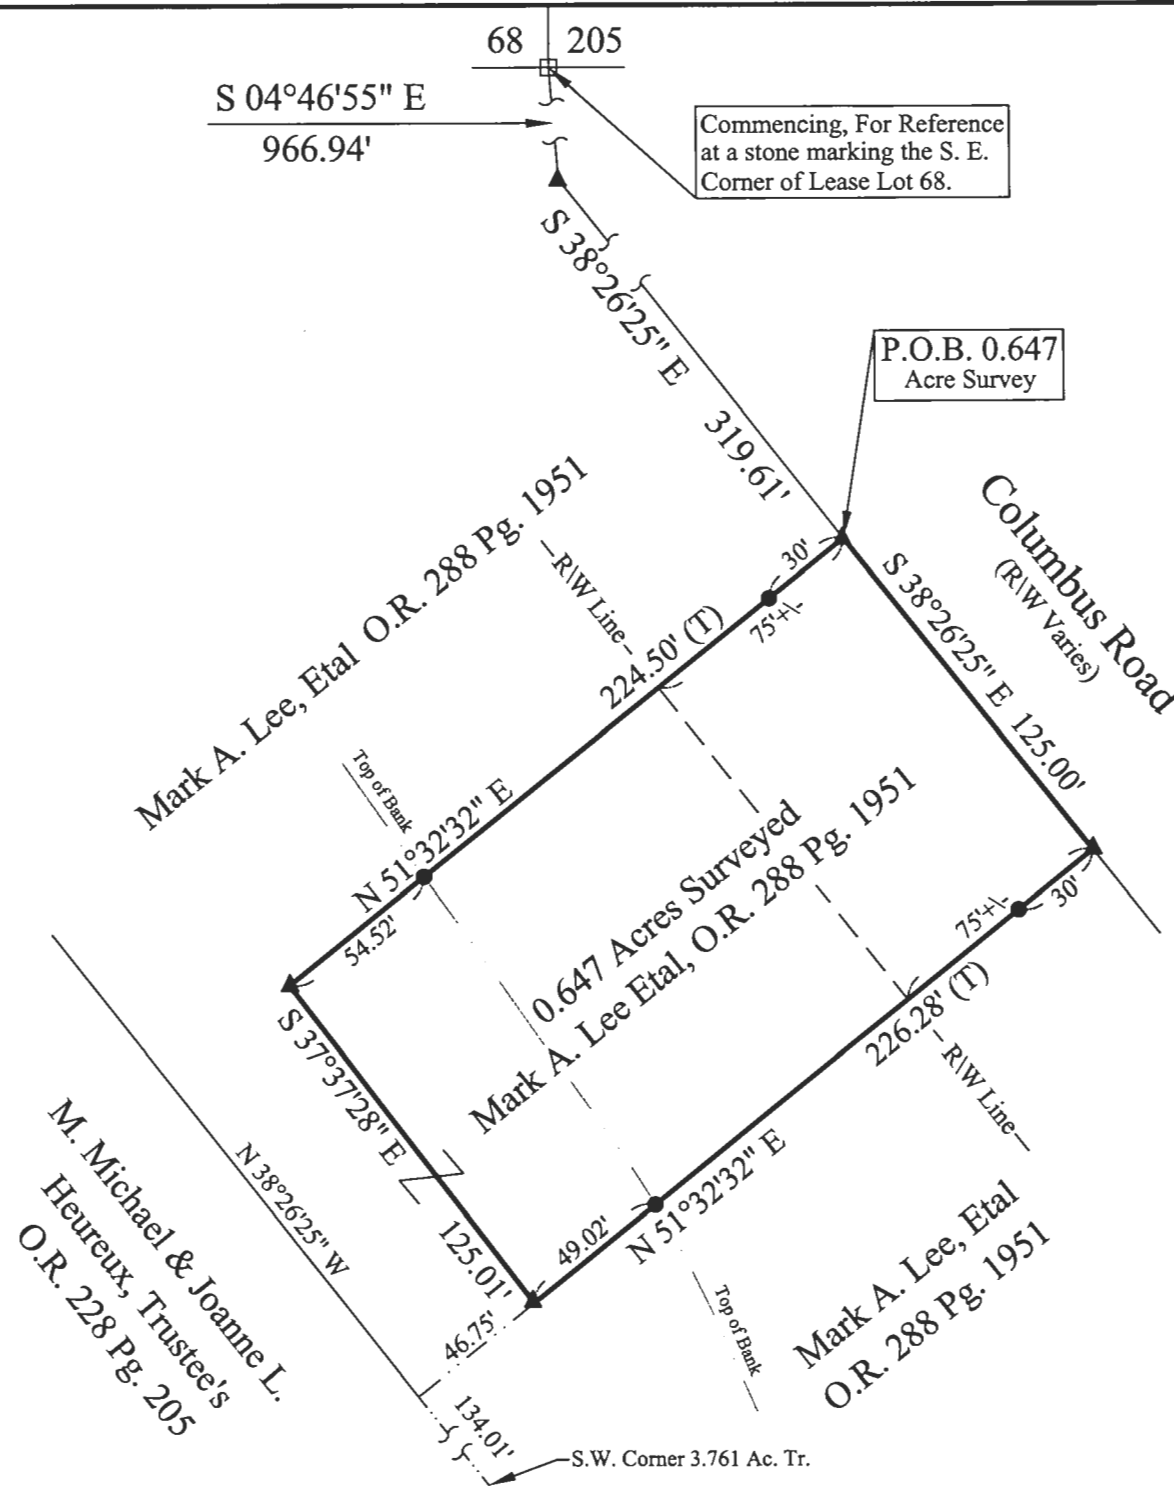 68 205
S 04°46'55" E
966.94'
Commencing, For Reference
at a stone marking the S. E.
Corner of Lease Lot 68.
S 38°26'25" E 319.61'
P.O.B. 0.647
Acre Survey
Columbus Road
(R\W Varies)
Mark A. Lee, Etal O.R. 288 Pg. 1951
R\W Line
30'
75'+\-
S 38°26'25" E 125.00'
224.50' (T)
Top of Bank
N 51°32'32" E
54.52'
0.647 Acres Surveyed
Mark A. Lee Etal, O.R. 288 Pg. 1951
75'+\-
30'
226.28' (T)
R\W Line
S 37°37'28" E 125.01'
N 38°26'25" W
M. Michael & Joanne L.
Heureux, Trustee's
O.R. 228 Pg. 205
49.02'
N 51°32'32" E
46.75'
Top of Bank
Mark A. Lee, Etal
O.R. 288 Pg. 1951
134.01'
S.W. Corner 3.761 Ac. Tr.